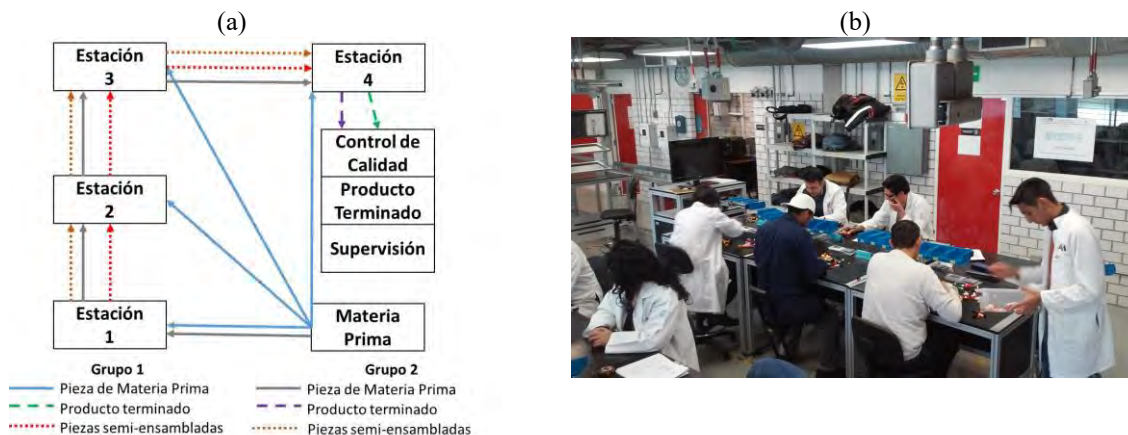 (a)
(b)
Estación
3
Estación
4
Control de
Calidad
Producto
Terminado
Supervisión
Estación
2
Estación
1
Materia
Prima
Grupo 1
Grupo 2
Pieza de Materia Prima
Pieza de Materia Prima
Producto terminado
Producto terminado
Piezas semi-ensambladas
Piezas semi-ensambladas